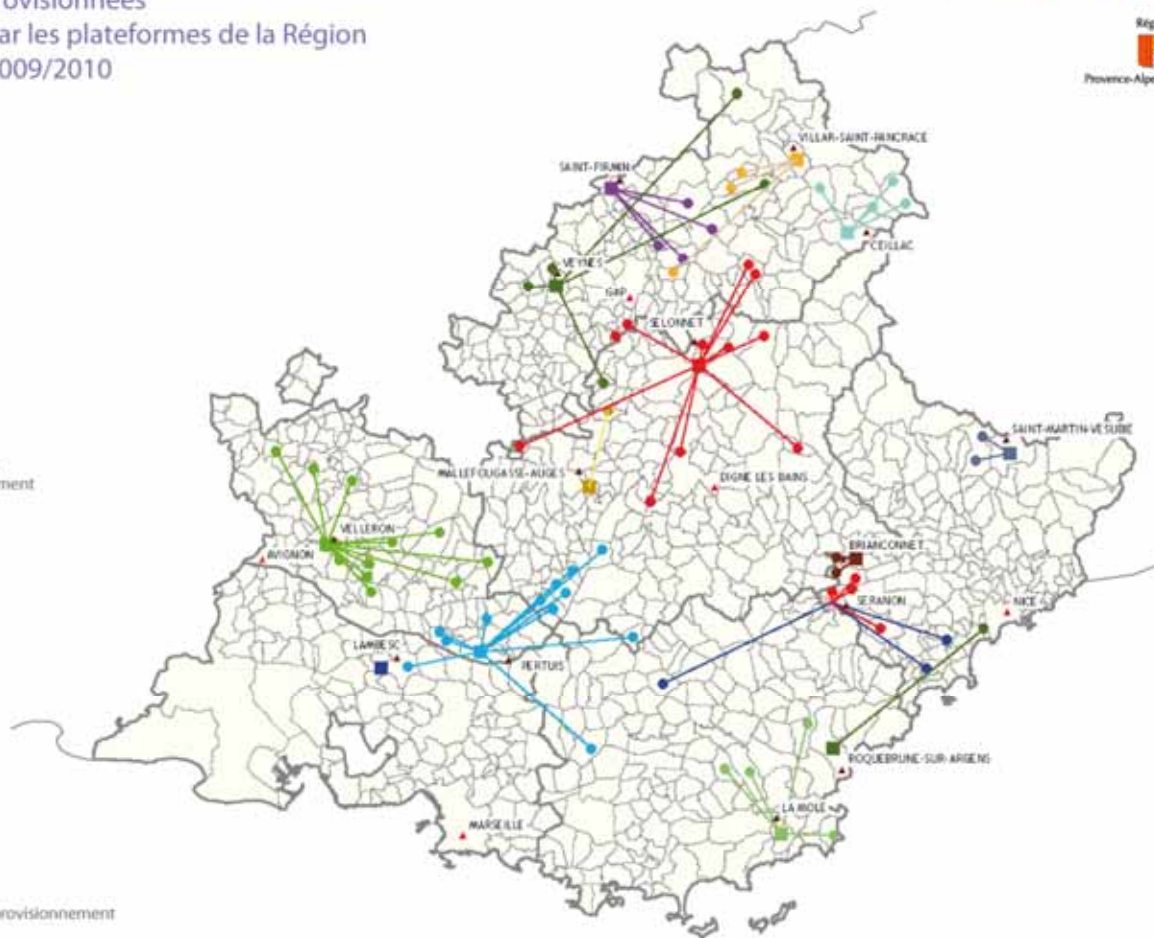 ovisionnées
ar les plateformes de la Région
009/2010
Rég
Provence-Alpe
VILLAR-SAINT-PANCRACE
SAINT-FIRMIN
CEILLAC
VEYNES
GAP
SELONNET
SAINT-MARTIN-VESUBIE
MALLEFOUGASSE-AUGES
DIGNE LES BAINS
ment
VELLERON
AVIGNON
BRIANCONNET
SERANON
NICE
LAMBESC
PERTUIS
ROQUEBRUNE-SUR-ARGENS
LA MOLE
MARSEILLE
rovisionnement